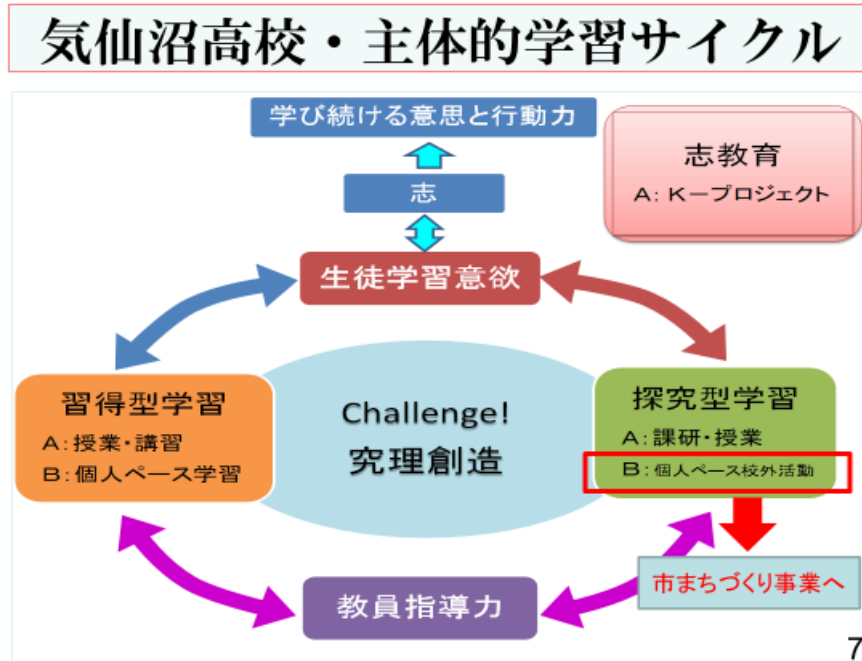 気仙沼高校・主体的学習サイクル
学び続ける意思と行動力
志教育
A：K－プロジェクト
志
生徒学習意欲
習得型学習
A：授業・講習
B：個人ペース学習
Challenge!
究理創造
探究型学習
A：課研・授業
B：個人ペース校外活動
市まちづくり事業へ
教員指導力
7